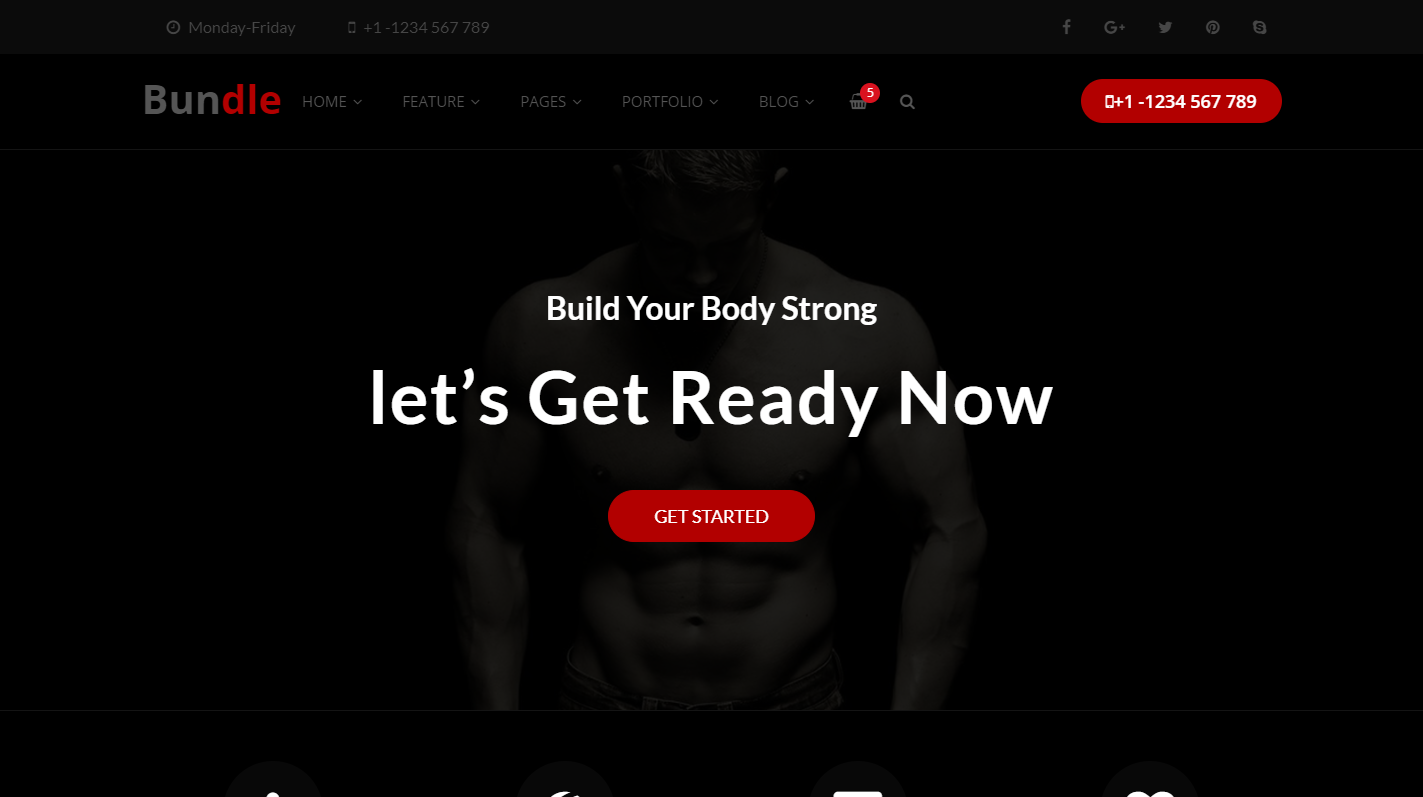 Monday-Friday
+1 -1234 567 789
Bundle
HOME
FEATURE
PAGES
PORTFOLIO
BLOG
5
+1 -1234 567 789
Build Your Body Strong
let’s Get Ready Now
GET STARTED